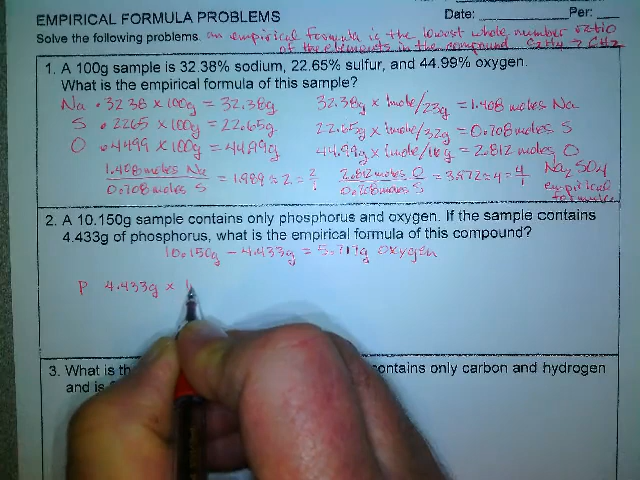 EMPIRICAL FORMULA PROBLEMS Date: ________ Per: ___
Solve the following problems. an empirical formula is the lowest whole number ratio
of the elements in the compound C2H4 → CH2
1. A 100g sample is 32.38% sodium, 22.65% sulfur, and 44.99% oxygen.
What is the empirical formula of this sample?
Na .3238 × 100g = 32.38g 32.38g × 1mole/23g = 1.408 moles Na
S .2265 × 100g = 22.65g 22.65g × 1mole/32g = 0.708 moles S
O .4499 × 100g = 44.99g 44.99g × 1mole/16g = 2.812 moles O
1.408 moles Na / 0.708 moles S = 1.989 ≈ 2 = 2/1 2.812 moles O / 0.708 moles S = 3.972 ≈ 4 = 4/1 Na2SO4
empirical
formula
2. A 10.150g sample contains only phosphorus and oxygen. If the sample contains
4.433g of phosphorus, what is the empirical formula of this compound?
10.150g - 4.433g = 5.717g oxygen
P 4.433g ×
3. What is th contains only carbon and hydrogen
and is